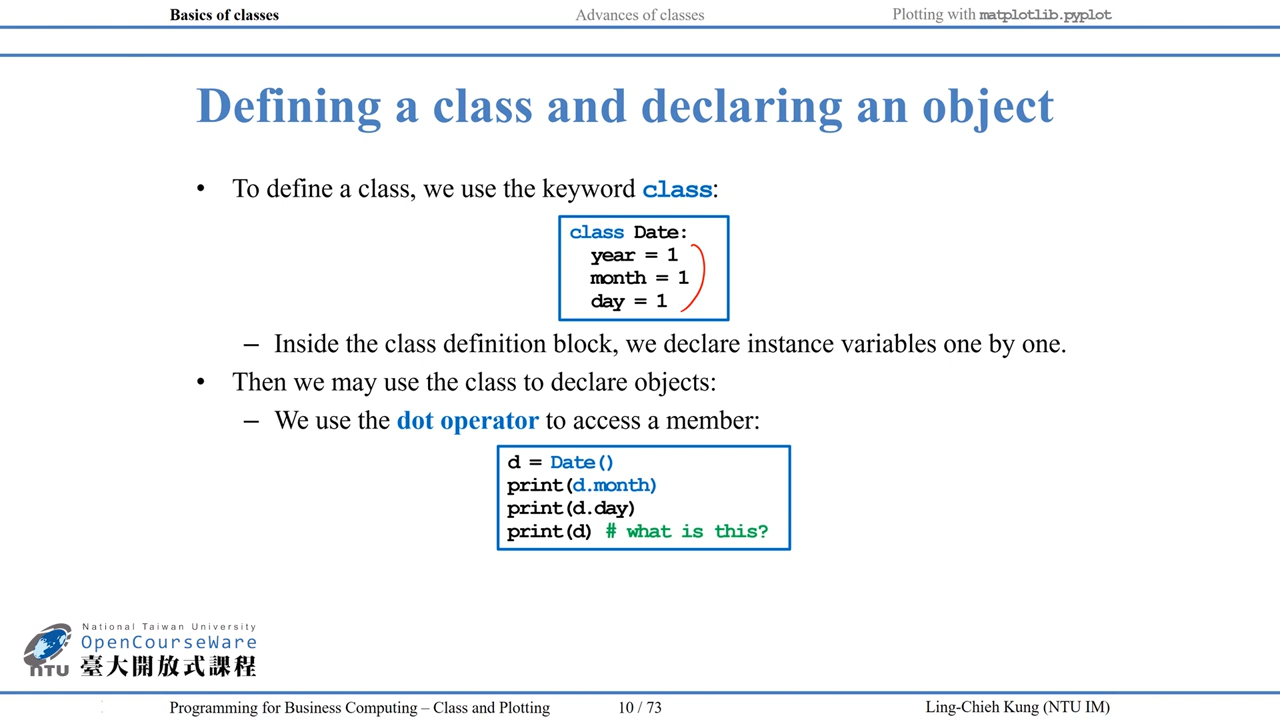 Basics of classes
Advances of classes
Plotting with matplotlib.pyplot
Defining a class and declaring an object
• To define a class, we use the keyword class:
class Date:
  year = 1
  month = 1
  day = 1
– Inside the class definition block, we declare instance variables one by one.
• Then we may use the class to declare objects:
– We use the dot operator to access a member:
d = Date()
print(d.month)
print(d.day)
print(d) # what is this?
National Taiwan University
OpenCourseWare
NTU 臺大開放式課程
Programming for Business Computing – Class and Plotting
10 / 73
Ling-Chieh Kung (NTU IM)